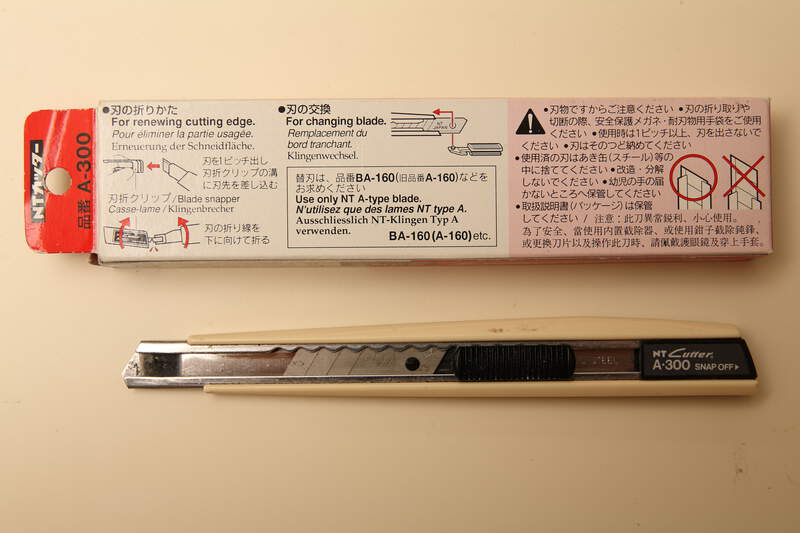 NTカッター
品番 A-300
●刃の折りかた
For renewing cutting edge.
Pour éliminer la partie usagée.
Erneuerung der Schneidfläche.
刃を1ピッチ出し
刃折クリップの溝
に刃先を差し込む
刃折クリップ/Blade snapper
Casse-lame/Klingenbrecher
刃の折り線を
下に向けて折る
●刃の交換
For changing blade.
Remplacement du
bord tranchant.
Klingenwechsel.
NT
JAPAN
替刃は、品番BA-160(旧品番A-160)などを
お求めください
Use only NT A-type blade.
N'utilisez que des lames NT type A.
Ausschliesslich NT-Klingen Typ A
verwenden.
BA-160(A-160)etc.
●刃物ですからご注意ください ●刃の折り取りや
切断の際、安全保護メガネ・耐刃物用手袋をご使用
ください ●使用時は1ピッチ以上、刃を出さないで
ください ●刃はそのつど納めてください
●使用済の刃はあき缶(スチール)等の
中に捨ててください ●改造・分解
しないでください ●幼児の手の届
かないところへ保管してください
●取扱説明書(パッケージ)は保管
してください / 注意:此刀異常鋭利、小心使用。
為了安全、當使用内置截除器、或使用鉗子截除鈍鋒,
或更換刀片以及操作此刀時、請佩戴護眼鏡及穿上手套。
STEEL
NT Cutter
A·300 SNAP OFF